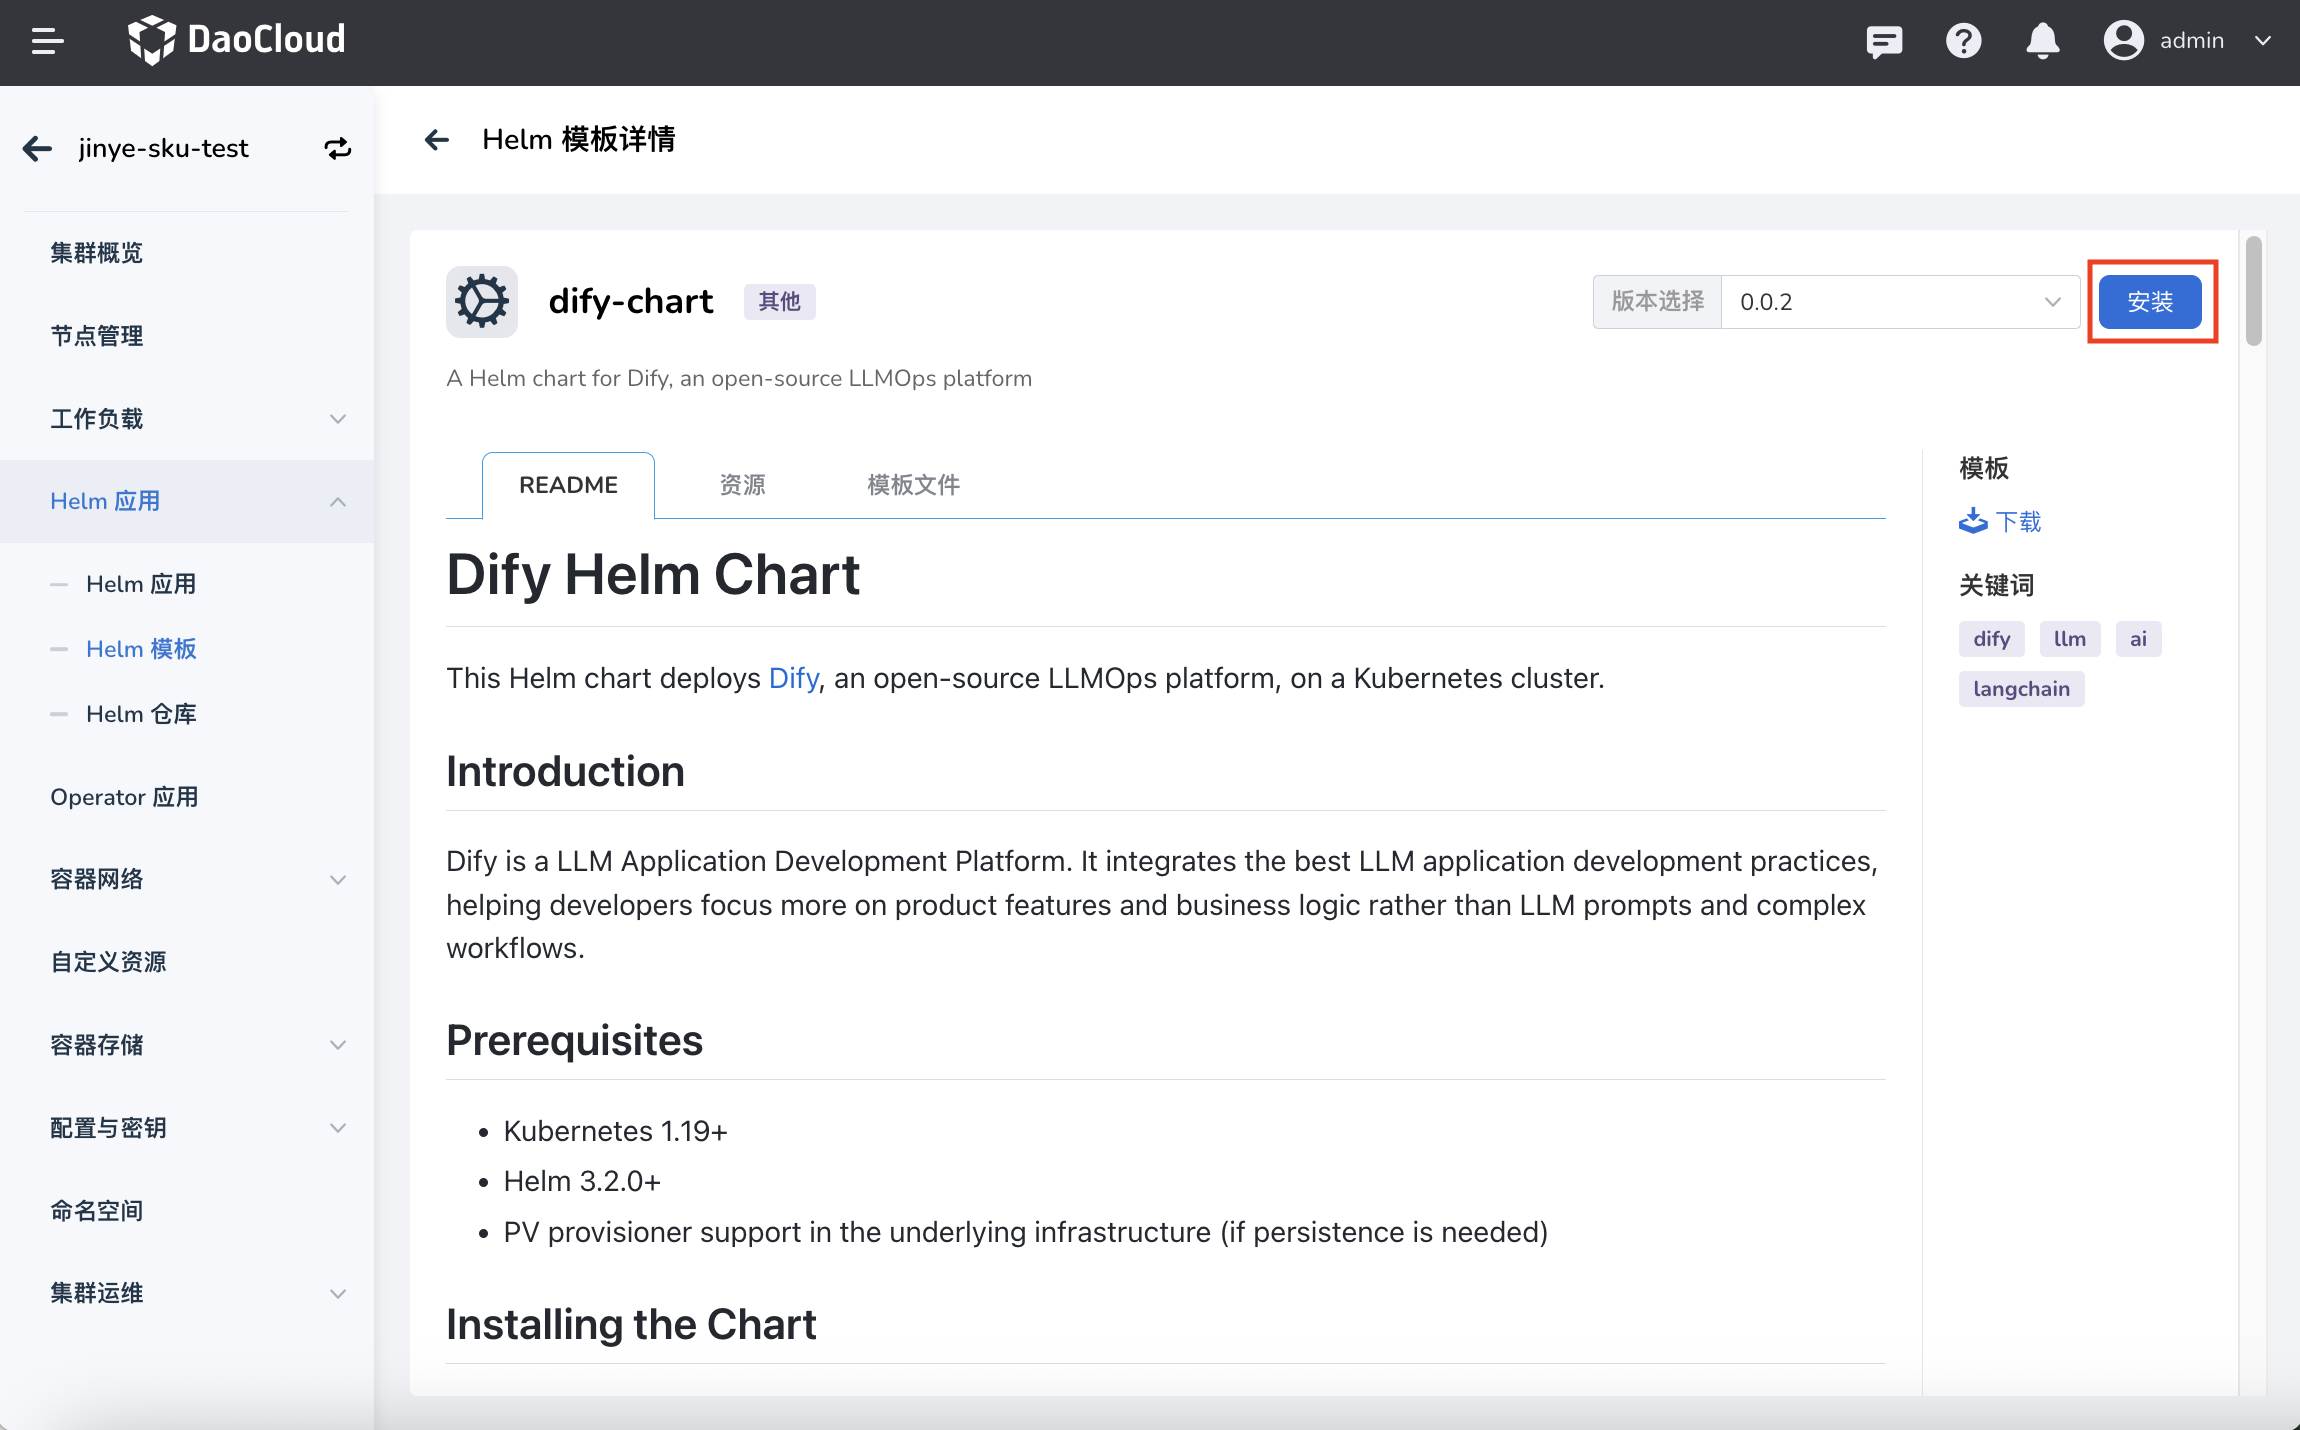 DaoCloud
admin
jinye-sku-test
集群概览
节点管理
工作负载
Helm 应用
Helm 应用
Helm 模板
Helm 仓库
Operator 应用
容器网络
自定义资源
容器存储
配置与密钥
命名空间
集群运维
Helm 模板详情
dify-chart 其他
版本选择 0.0.2 安装
A Helm chart for Dify, an open-source LLMOps platform
README 资源 模板文件
Dify Helm Chart
This Helm chart deploys Dify, an open-source LLMOps platform, on a Kubernetes cluster.
Introduction
Dify is a LLM Application Development Platform. It integrates the best LLM application development practices,
helping developers focus more on product features and business logic rather than LLM prompts and complex
workflows.
Prerequisites
• Kubernetes 1.19+
• Helm 3.2.0+
• PV provisioner support in the underlying infrastructure (if persistence is needed)
Installing the Chart
模板
下载
关键词
dify llm ai
langchain